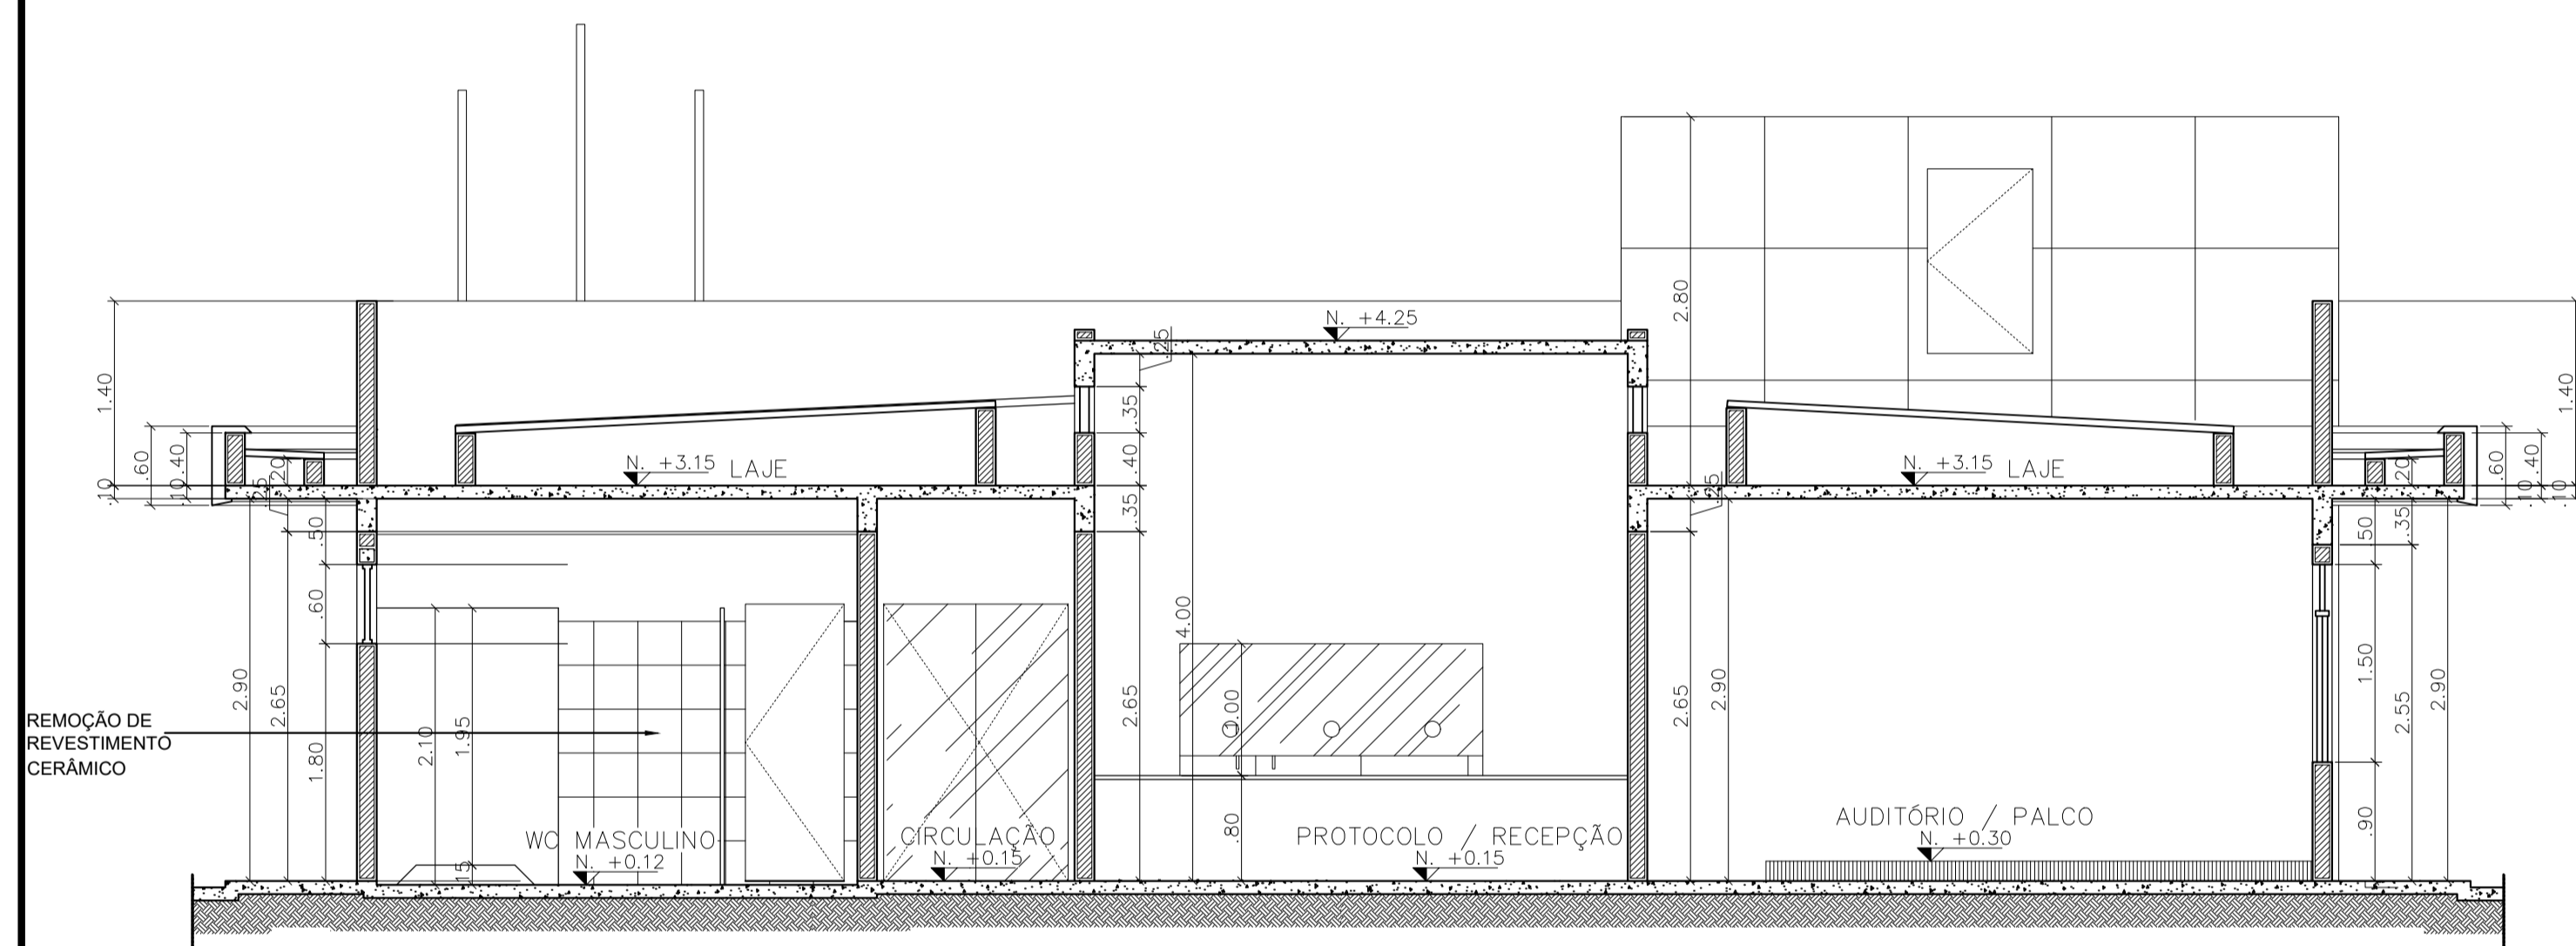 N. +4.25
.25
2.80
1.40
1.40
.35
.60
.10
.40
.10
.20
.25
N. +3.15 LAJE
.40
N. +3.15 LAJE
.25
.20
.40
.60
.10
.10
.50
.35
.50
.35
.60
4.00
2.90
2.65
1.80
2.10
1.95
2.65
1.00
2.65
2.90
1.50
2.55
2.90
REMOÇÃO DE
REVESTIMENTO
CERÂMICO
.80
.90
.15
WC MASCULINO
N. +0.12
CIRCULAÇÃO
N. +0.15
PROTOCOLO / RECEPÇÃO
N. +0.15
AUDITÓRIO / PALCO
N. +0.30